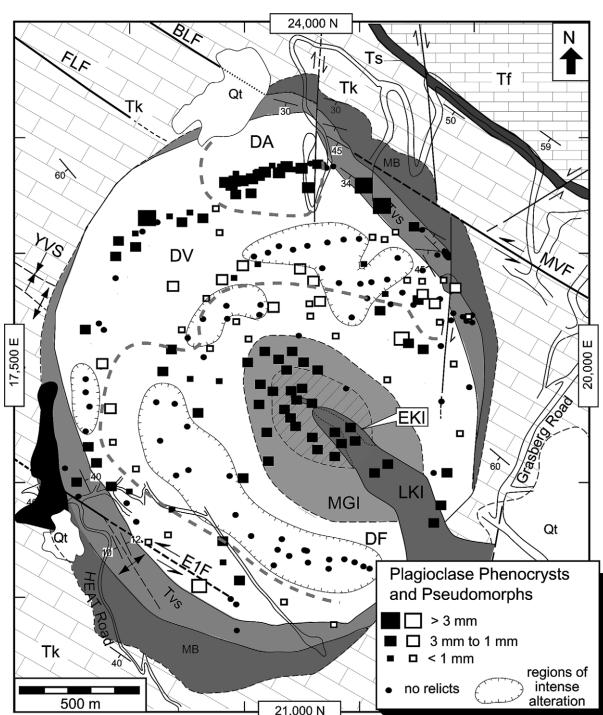 24,000 N
N
BLF
FLF
Ts
Tk
Tf
Qt
Tk
30
30
50
DA
45
59
MB
34
60
Tvs
YVS
DV
MVF
45
17,500 E
20,000 E
EKI
Grasberg Road
60
MGI
LKI
40
Qt
Qt
DF
12
10
E1F
HEAT Road
Tvs
MB
Tk
40
500 m
21,000 N
Plagioclase Phenocrysts
and Pseudomorphs
> 3 mm
3 mm to 1 mm
< 1 mm
no relicts
regions of
intense
alteration